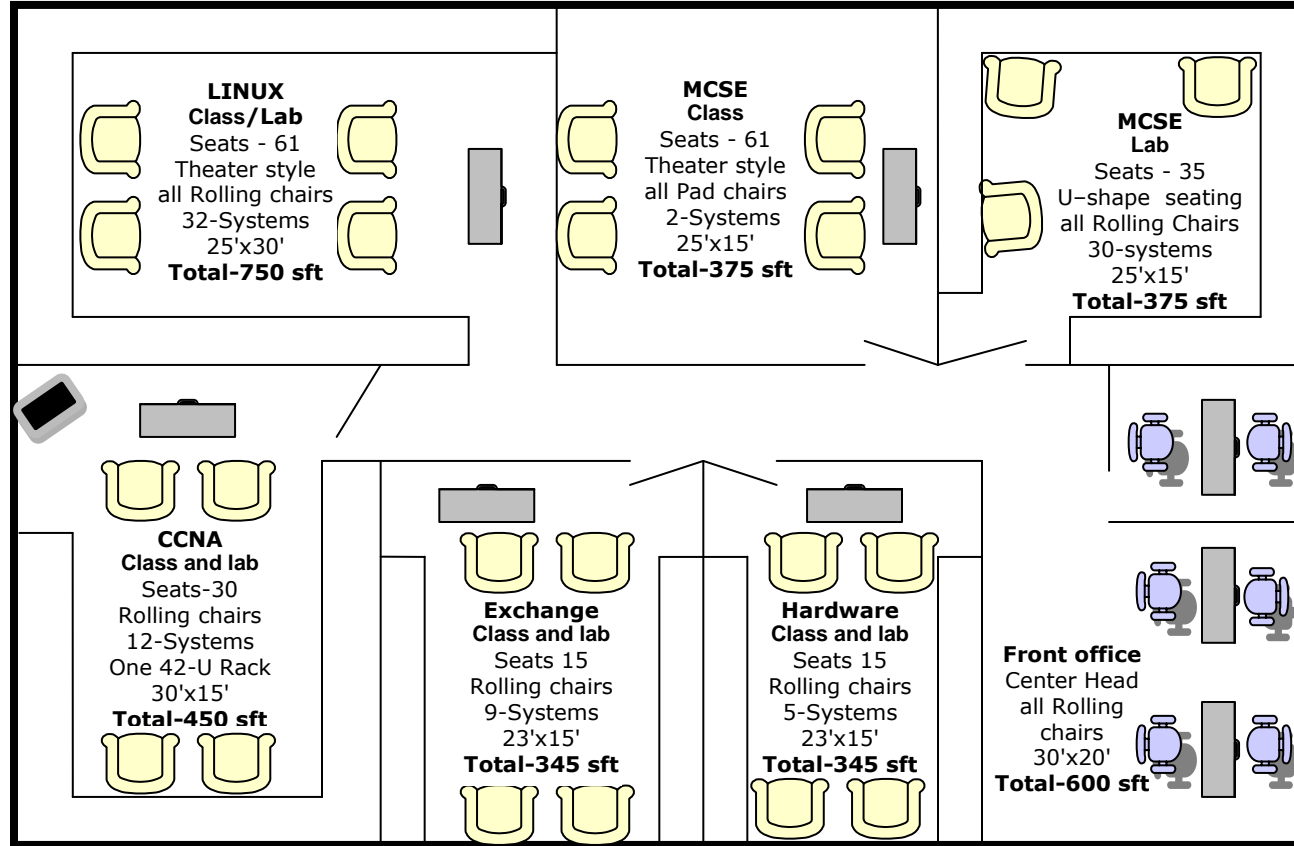 LINUX
Class/Lab
Seats - 61
Theater style
all Rolling chairs
32-Systems
25'x30'
Total-750 sft
MCSE
Class
Seats - 61
Theater style
all Pad chairs
2-Systems
25'x15'
Total-375 sft
MCSE
Lab
Seats - 35
U–shape seating
all Rolling Chairs
30-systems
25'x15'
Total-375 sft
CCNA
Class and lab
Seats-30
Rolling chairs
12-Systems
One 42-U Rack
30'x15'
Total-450 sft
Exchange
Class and lab
Seats 15
Rolling chairs
9-Systems
23'x15'
Total-345 sft
Hardware
Class and lab
Seats 15
Rolling chairs
5-Systems
23'x15'
Total-345 sft
Front office
Center Head
all Rolling
chairs
30'x20'
Total-600 sft